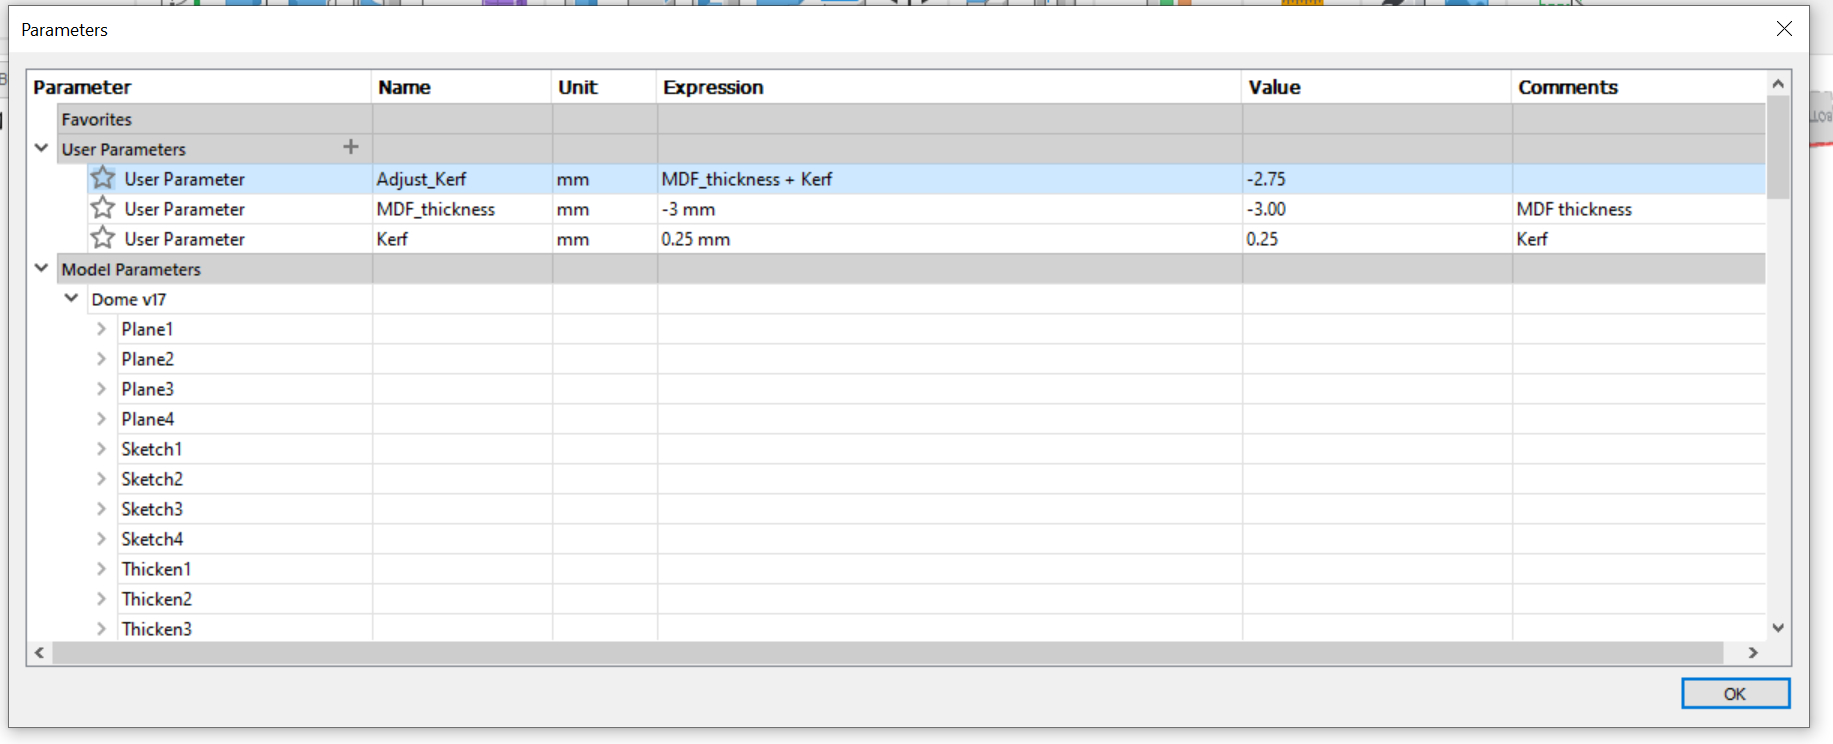 Parameters
Parameter Name Unit Expression Value Comments
Favorites
User Parameters +
User Parameter Adjust_Kerf mm MDF_thickness + Kerf -2.75
User Parameter MDF_thickness mm -3 mm -3.00 MDF thickness
User Parameter Kerf mm 0.25 mm 0.25 Kerf
Model Parameters
Dome v17
Plane1
Plane2
Plane3
Plane4
Sketch1
Sketch2
Sketch3
Sketch4
Thicken1
Thicken2
Thicken3
OK